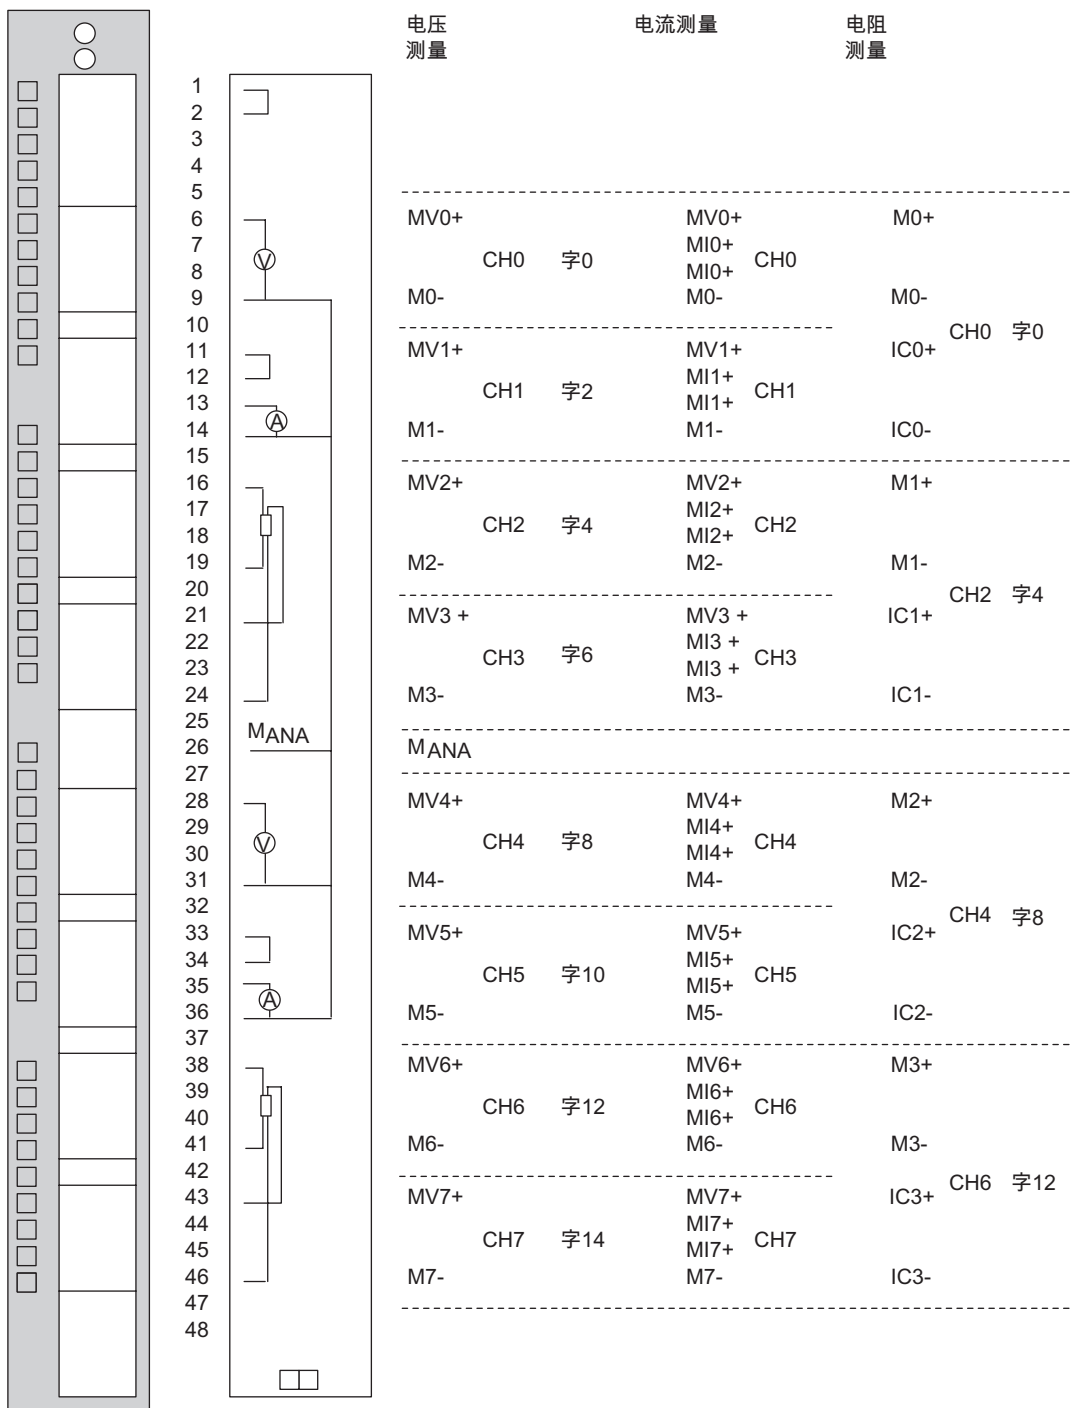 电压 测量 电流测量 电阻 测量
1
2
3
4
5
6 MV0+ MV0+ M0+
7 MI0+
V CH0 字0 CH0
8 MI0+
9 M0- M0- M0-
10 CH0 字0
11 MV1+ MV1+ IC0+
12 MI1+
CH1 字2 CH1
13 MI1+
A
14 M1- M1- IC0-
15
16 MV2+ MV2+ M1+
17 MI2+
CH2 字4 CH2
18 MI2+
19 M2- M2- M1-
20 CH2 字4
21 MV3 + MV3 + IC1+
22 MI3 +
CH3 字6 CH3
23 MI3 +
24 M3- M3- IC1-
25
26 MANA MANA
27
28 MV4+ MV4+ M2+
29 MI4+
V CH4 字8 CH4
30 MI4+
31 M4- M4- M2-
32 CH4 字8
33 MV5+ MV5+ IC2+
34 MI5+
CH5 字10 CH5
35 MI5+
A
36 M5- M5- IC2-
37
38 MV6+ MV6+ M3+
39 MI6+
CH6 字12 CH6
40 MI6+
41 M6- M6- M3-
42 CH6 字12
43 MV7+ MV7+ IC3+
44 MI7+
CH7 字14 CH7
45 MI7+
46 M7- M7- IC3-
47
48